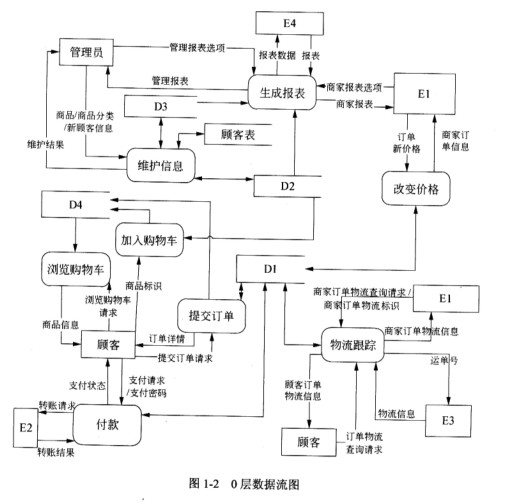 E4
管理员
管理报表选项
报表数据
报表
管理报表
生成报表
商家报表选项
商家报表
E1
D3
商品/商品分类
/新顾客信息
顾客表
维护结果
维护信息
订单
新价格
商家订
单信息
D2
改变价格
D4
加入购物车
浏览购物车
D1
商品标识
浏览购物车
请求
商家订单物流查询请求/
商家订单物流标识
E1
提交订单
商品信息
商家订单物流信息
顾客
订单详情
提交订单请求
物流跟踪
运单号
支付状态
支付请求
/支付密码
顾客订单
物流信息
转账请求
E2
付款
物流信息
E3
转账结果
顾客
订单物流
查询请求
图 1-2 0 层数据流图